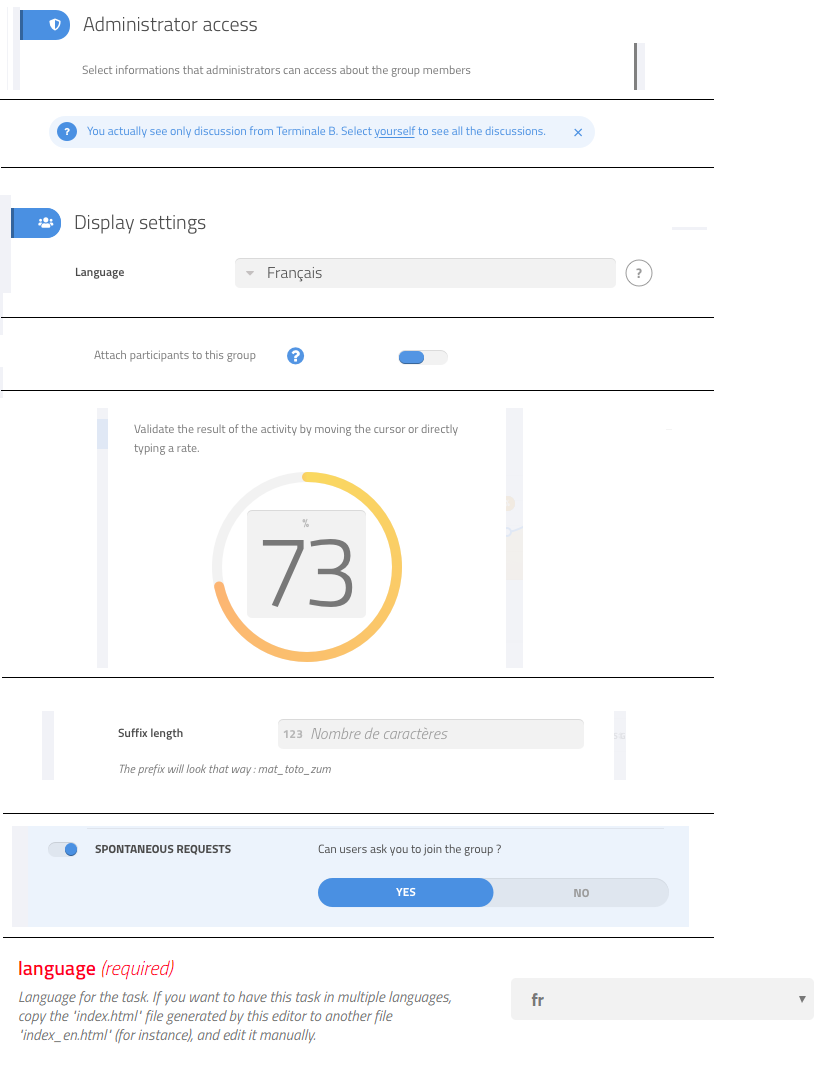 Administrator access
Select informations that administrators can access about the group members
? You actually see only discussion from Terminale B. Select yourself to see all the discussions. ×
Display settings
Language Français ?
Attach participants to this group ?
Validate the result of the activity by moving the cursor or directly
typing a rate.
%
73
Suffix length 123 Nombre de caractères
The prefix will look that way : mat_toto_zum
SPONTANEOUS REQUESTS Can users ask you to join the group ?
YES NO
language (required)
Language for the task. If you want to have this task in multiple languages,
copy the "index.html" file generated by this editor to another file
"index_en.html" (for instance), and edit it manually.
fr